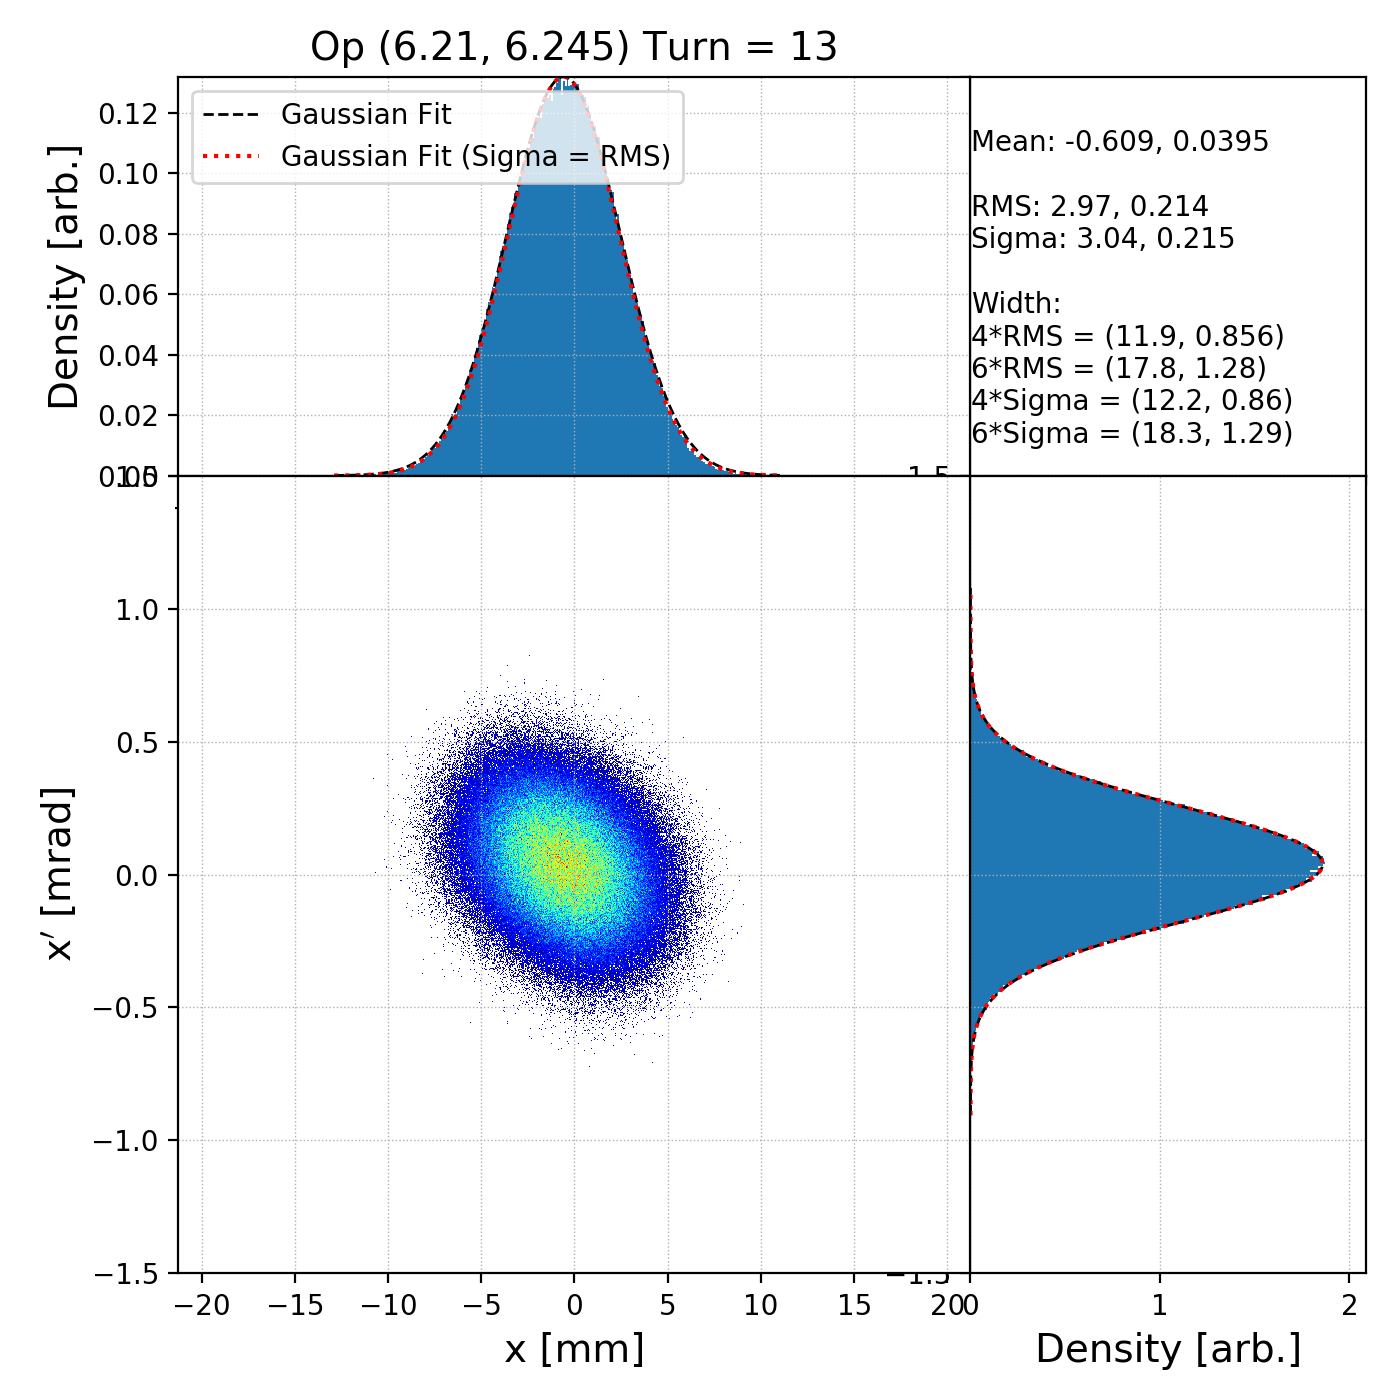 Op (6.21, 6.245) Turn = 13
Gaussian Fit
Gaussian Fit (Sigma = RMS)
Density [arb.]
0.12
0.10
0.08
0.06
0.04
0.02
Mean: -0.609, 0.0395
RMS: 2.97, 0.214
Sigma: 3.04, 0.215
Width:
4*RMS = (11.9, 0.856)
6*RMS = (17.8, 1.28)
4*Sigma = (12.2, 0.86)
6*Sigma = (18.3, 1.29)
x′ [mrad]
1.0
0.5
0.0
−0.5
−1.0
−1.5
−20 −15 −10 −5 0 5 10 15 20
x [mm]
0 1 2
Density [arb.]